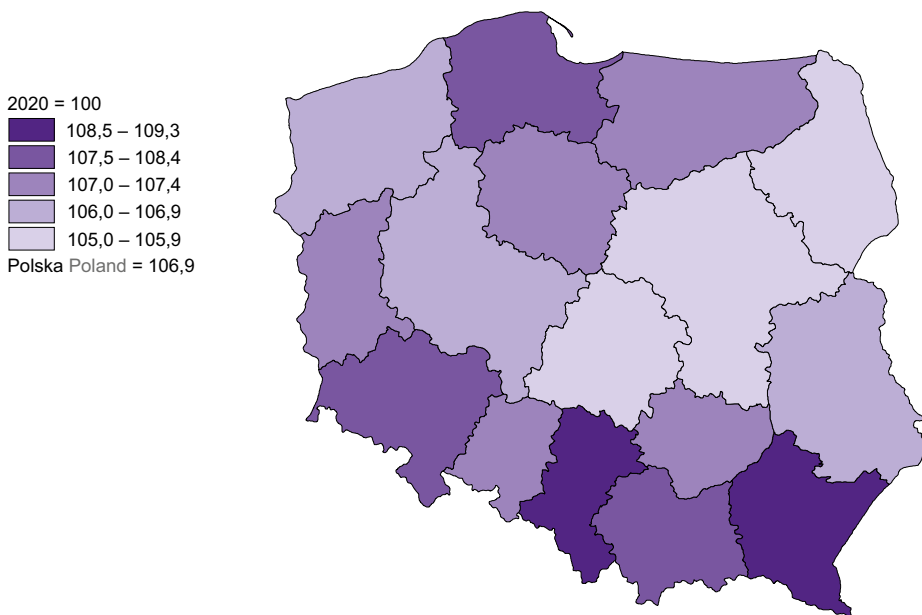 2020 = 100
108,5 – 109,3
107,5 – 108,4
107,0 – 107,4
106,0 – 106,9
105,0 – 105,9
Polska Poland = 106,9